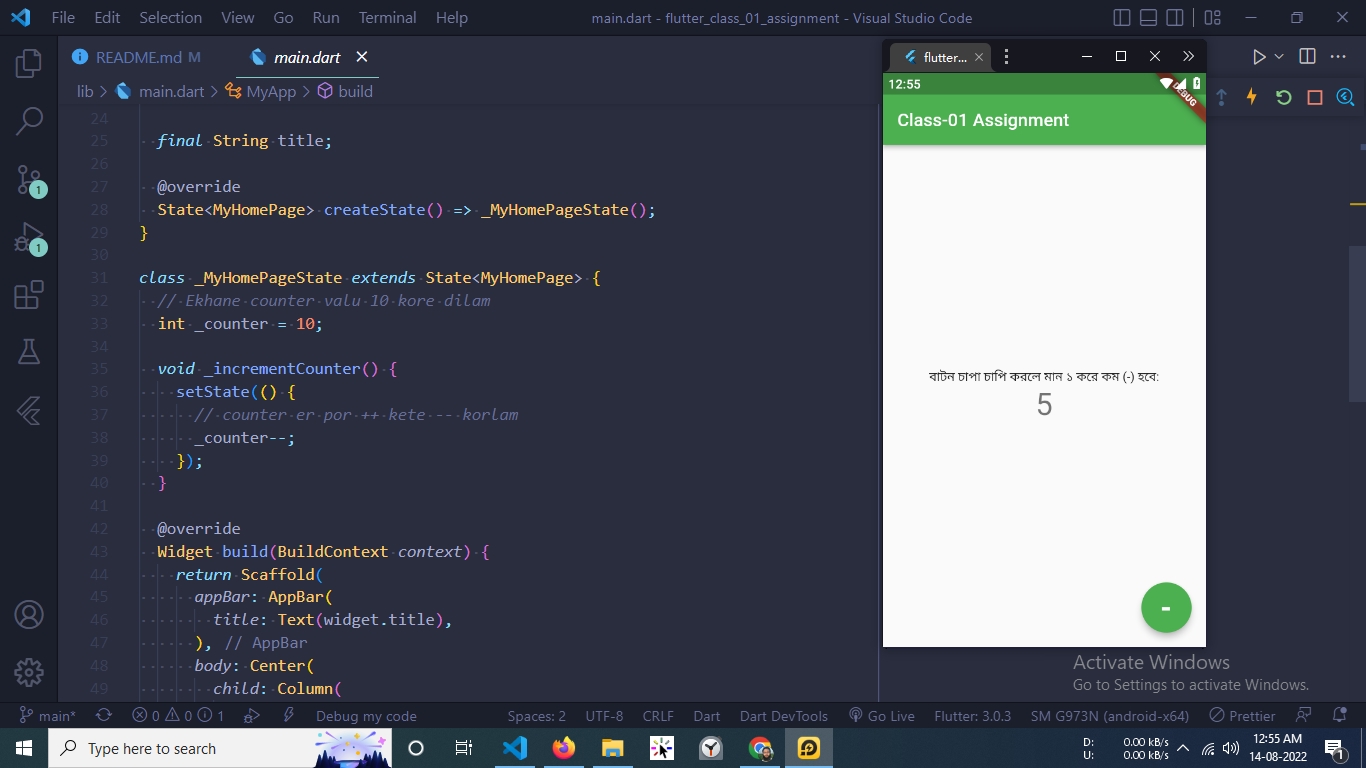 File Edit Selection View Go Run Terminal Help
main.dart - flutter_class_01_assignment - Visual Studio Code
README.md M
main.dart
lib > main.dart > MyApp > build
24
25 final String title;
26
27 @override
28 State<MyHomePage> createState() => _MyHomePageState();
29 }
30
31 class _MyHomePageState extends State<MyHomePage> {
32 // Ekhane counter valu 10 kore dilam
33 int _counter = 10;
34
35 void _incrementCounter() {
36 setState(() {
37 // counter er por ++ kete -- korlam
38 _counter--;
39 });
40 }
41
42 @override
43 Widget build(BuildContext context) {
44 return Scaffold(
45 appBar: AppBar(
46 title: Text(widget.title),
47 ), // AppBar
48 body: Center(
49 child: Column(
1
1
flutter...
12:55
DEBUG
Class-01 Assignment
বাটন চাপা চাপি করলে মান ১ করে কম (-) হবে:
5
-
Activate Windows
Go to Settings to activate Windows.
main* 0 0 1 Debug my code Spaces: 2 UTF-8 CRLF Dart Dart DevTools Go Live Flutter: 3.0.3 SM G973N (android-x64) Prettier
Type here to search
D: 0.00 kB/s
U: 0.00 kB/s
12:55 AM
14-08-2022
1